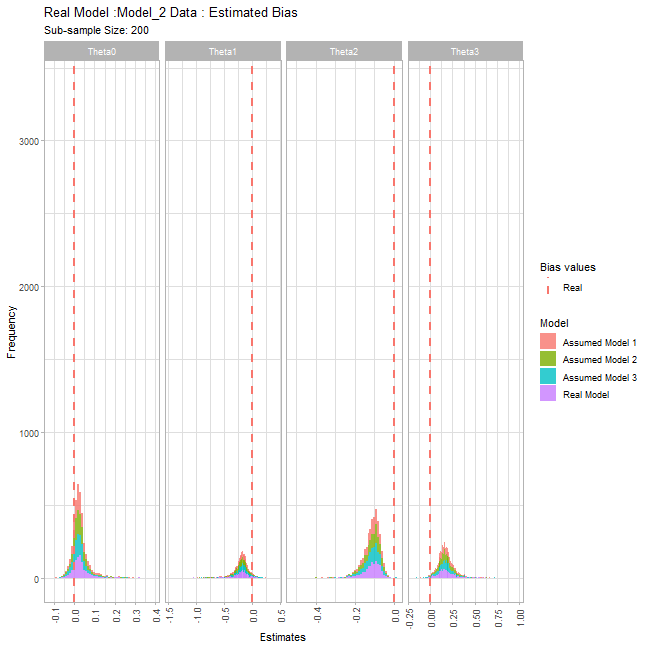 Real Model :Model_2 Data : Estimated Bias
Sub-sample Size: 200
Theta0 Theta1 Theta2 Theta3
3000
2000
1000
0
Frequency
-0.1 0.0 0.1 0.2 0.3 0.4 -1.5 -1.0 -0.5 0.0 0.5 -0.4 -0.2 0.0 -0.25 0.00 0.25 0.50 0.75 1.00
Estimates
Bias values
Real
Model
Assumed Model 1
Assumed Model 2
Assumed Model 3
Real Model